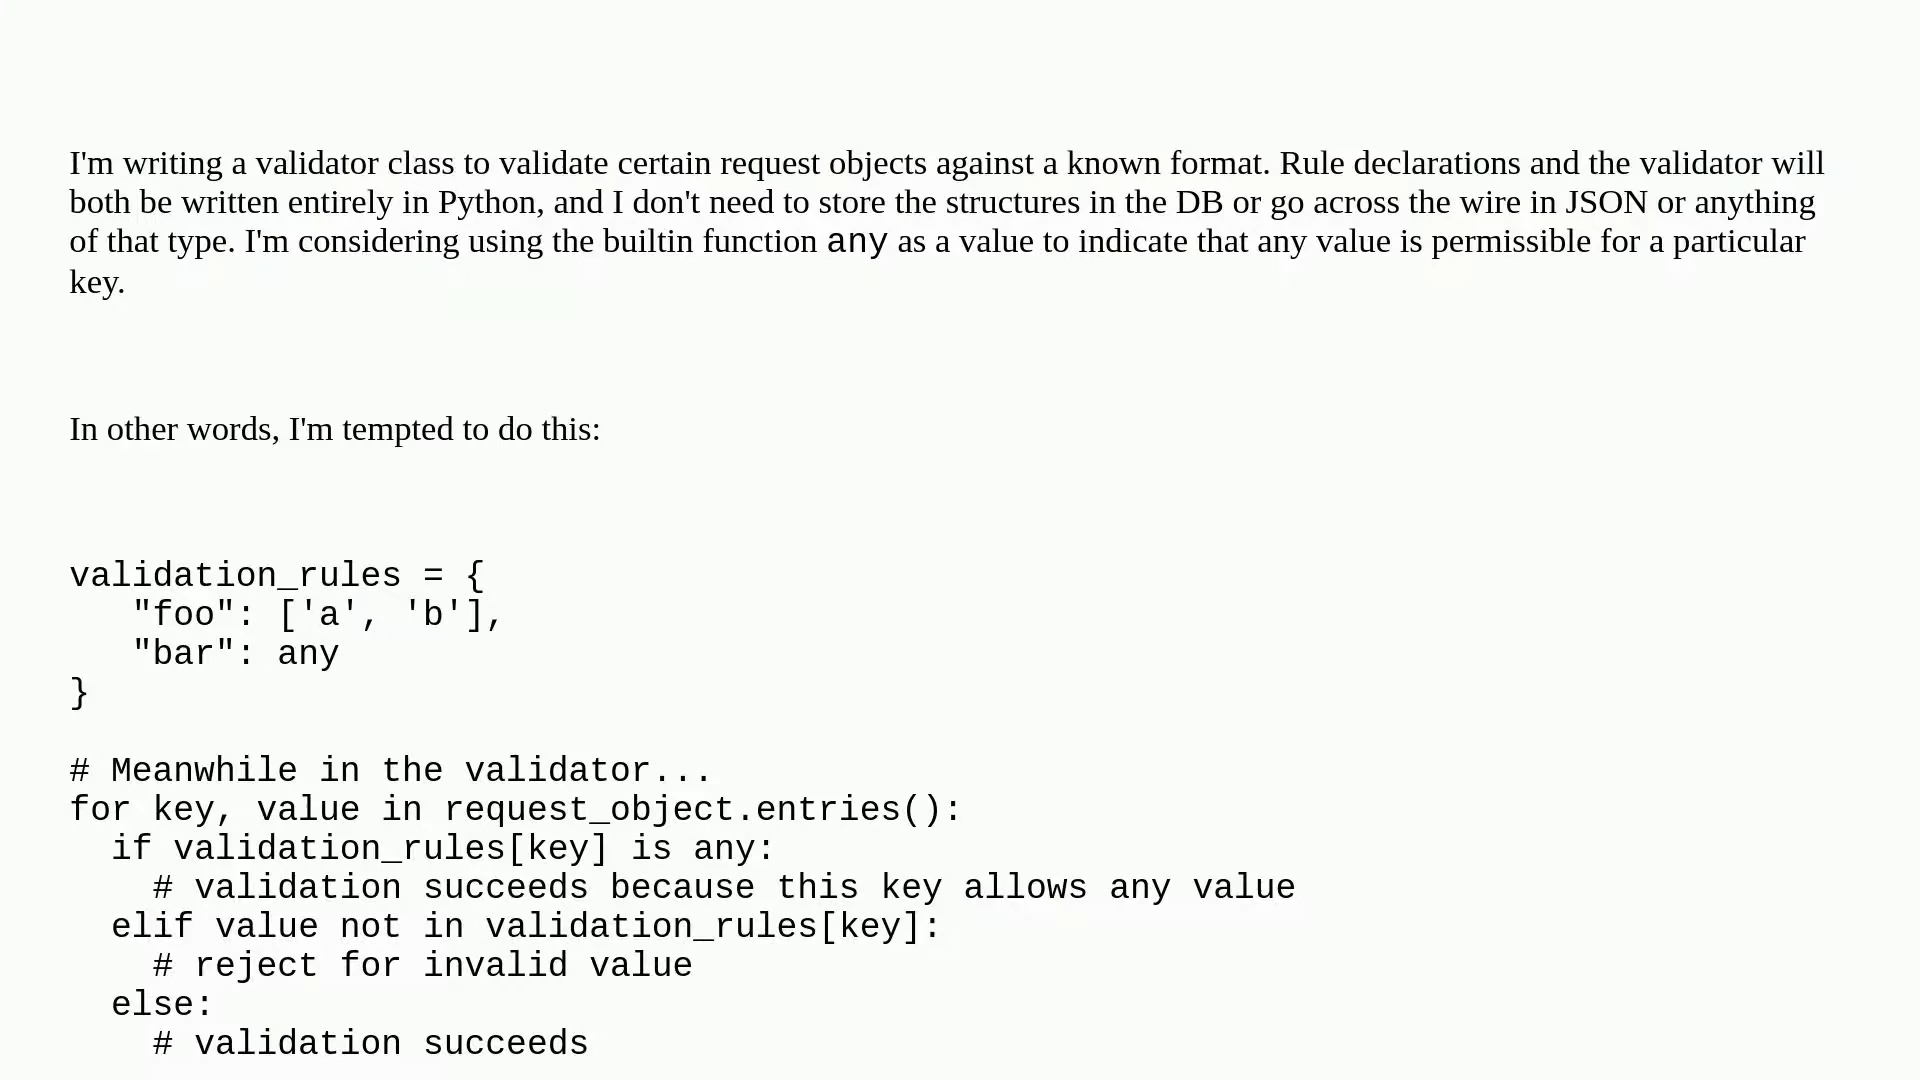 I'm writing a validator class to validate certain request objects against a known format. Rule declarations and the validator will
both be written entirely in Python, and I don't need to store the structures in the DB or go across the wire in JSON or anything
of that type. I'm considering using the builtin function any as a value to indicate that any value is permissible for a particular
key.
In other words, I'm tempted to do this:
validation_rules = {
   "foo": ['a', 'b'],
   "bar": any
}
# Meanwhile in the validator...
for key, value in request_object.entries():
  if validation_rules[key] is any:
    # validation succeeds because this key allows any value
  elif value not in validation_rules[key]:
    # reject for invalid value
  else:
    # validation succeeds